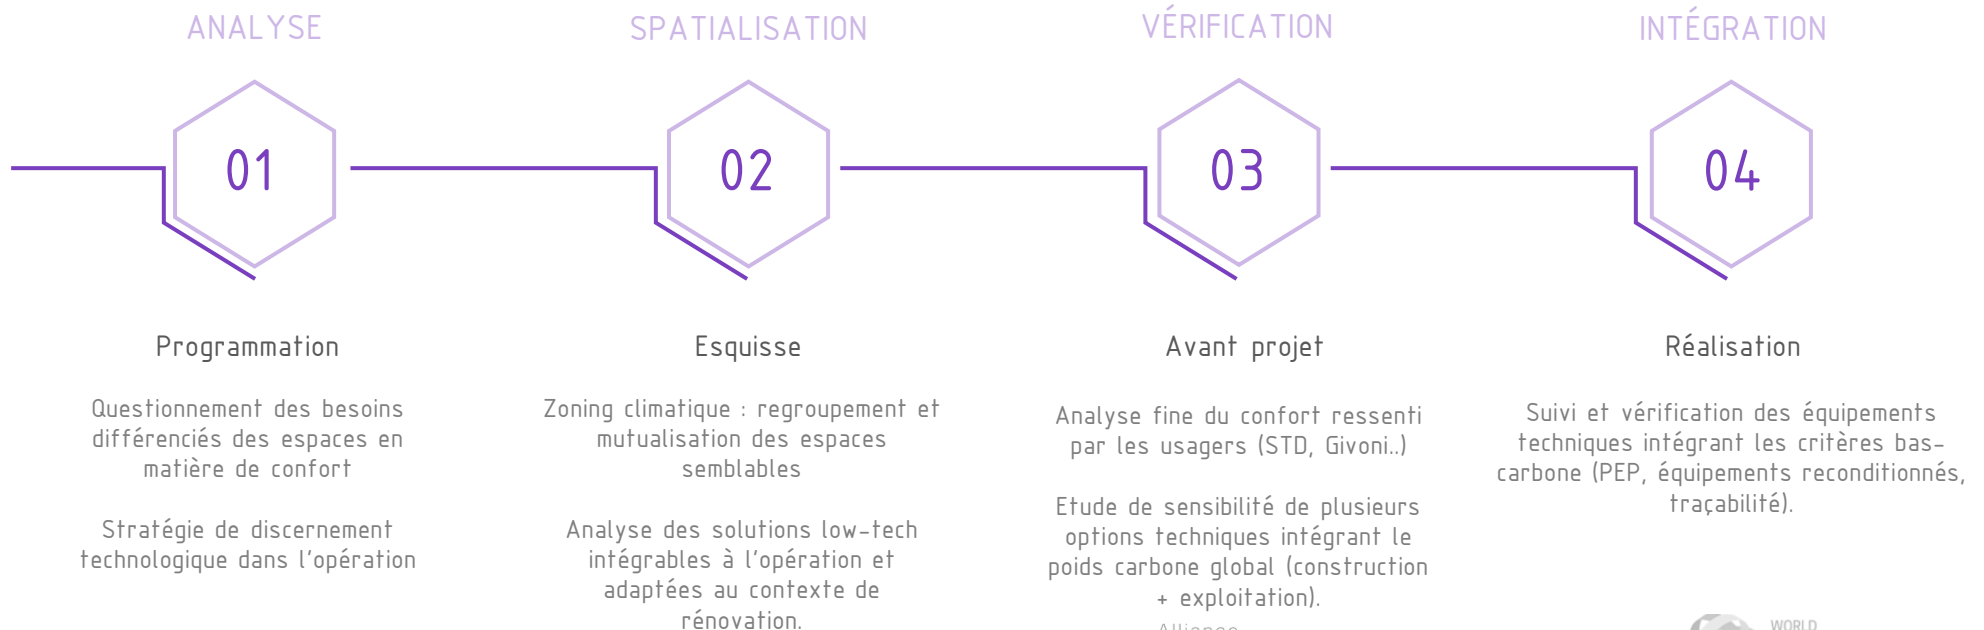 ANALYSE
01
Programmation
Questionnement des besoins
différenciés des espaces en
matière de confort
Stratégie de discernement
technologique dans l'opération
SPATIALISATION
02
Esquisse
Zoning climatique : regroupement et
mutualisation des espaces
semblables
Analyse des solutions low-tech
intégrables à l'opération et
adaptées au contexte de
rénovation.
VÉRIFICATION
03
Avant projet
Analyse fine du confort ressenti
par les usagers (STD, Givoni..)
Etude de sensibilité de plusieurs
options techniques intégrant le
poids carbone global (construction
+ exploitation).
Alliance
INTÉGRATION
04
Réalisation
Suivi et vérification des équipements
techniques intégrant les critères bas-
carbone (PEP, équipements reconditionnés,
traçabilité).
WORLD